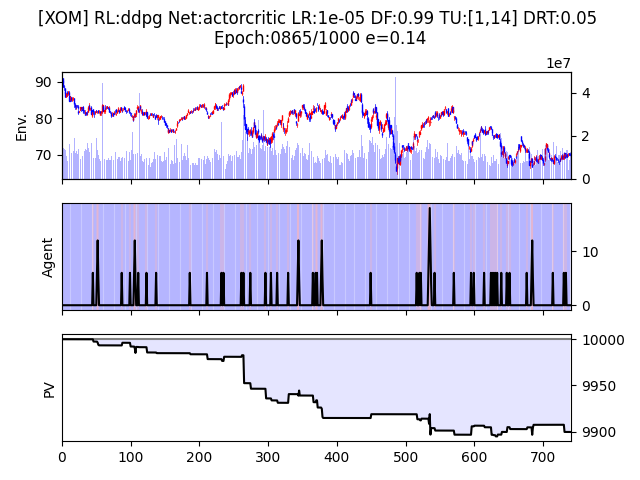 [XOM] RL:ddpg Net:actorcritic LR:1e-05 DF:0.99 TU:[1,14] DRT:0.05
Epoch:0865/1000 e=0.14
1e7
Env.
90
80
70
4
2
0
Agent
10
0
PV
10000
9950
9900
0 100 200 300 400 500 600 700